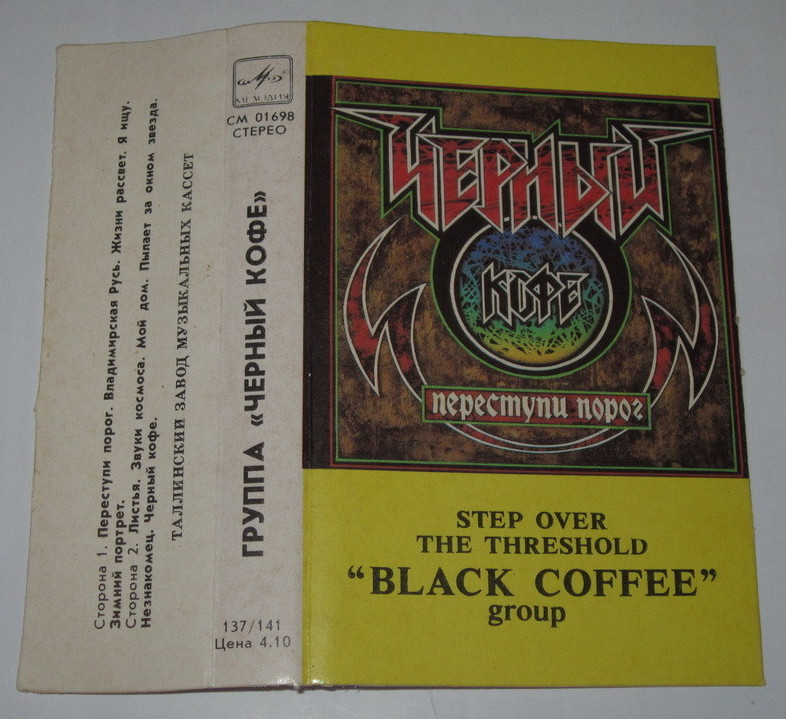 Сторона 1. Переступи порог. Владимирская Русь. Жизни рассвет. Я ищу.
Зимний портрет.
Сторона 2. Листья. Звуки космоса. Мой дом. Пылает за окном звезда.
Незнакомец. Черный кофе.
ТАЛЛИНСКИЙ ЗАВОД МУЗЫКАЛЬНЫХ КАССЕТ
МЕЛОДИЯ
СМ 01698
СТЕРЕО
ГРУППА «ЧЕРНЫЙ КОФЕ»
137/141
Цена 4.10
ЧЕРНЫЙ
КОФЕ
переступи порог
STEP OVER
THE THRESHOLD
“BLACK COFFEE”
group